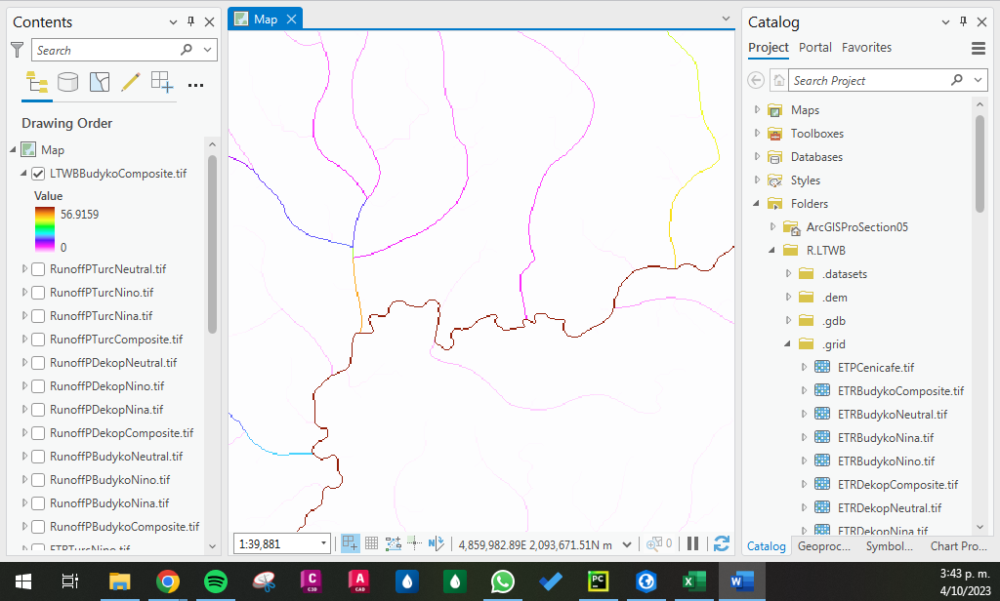 Contents
Search
Drawing Order
Map
LTWBBudykoComposite.tif
Value
56.9159
0
RunoffPTurcNeutral.tif
RunoffPTurcNino.tif
RunoffPTurcNina.tif
RunoffPTurcComposite.tif
RunoffPDekopNeutral.tif
RunoffPDekopNino.tif
RunoffPDekopNina.tif
RunoffPDekopComposite.tif
RunoffPBudykoNeutral.tif
RunoffPBudykoNino.tif
RunoffPBudykoNina.tif
RunoffPBudykoComposite.tif
ETRTurcNino.tif
Map
1:39,881
4,859,982.89E 2,093,671.51N m
0
Catalog
Project Portal Favorites
Search Project
Maps
Toolboxes
Databases
Styles
Folders
ArcGISProSection05
R.LTWB
.datasets
.dem
.gdb
.grid
ETPCenicafe.tif
ETRBudykoComposite.tif
ETRBudykoNeutral.tif
ETRBudykoNina.tif
ETRBudykoNino.tif
ETRDekopComposite.tif
ETRDekopNeutral.tif
ETRDekopNina.tif
Catalog Geoproc... Symbol... Chart Pro...
3:43 p. m.
4/10/2023